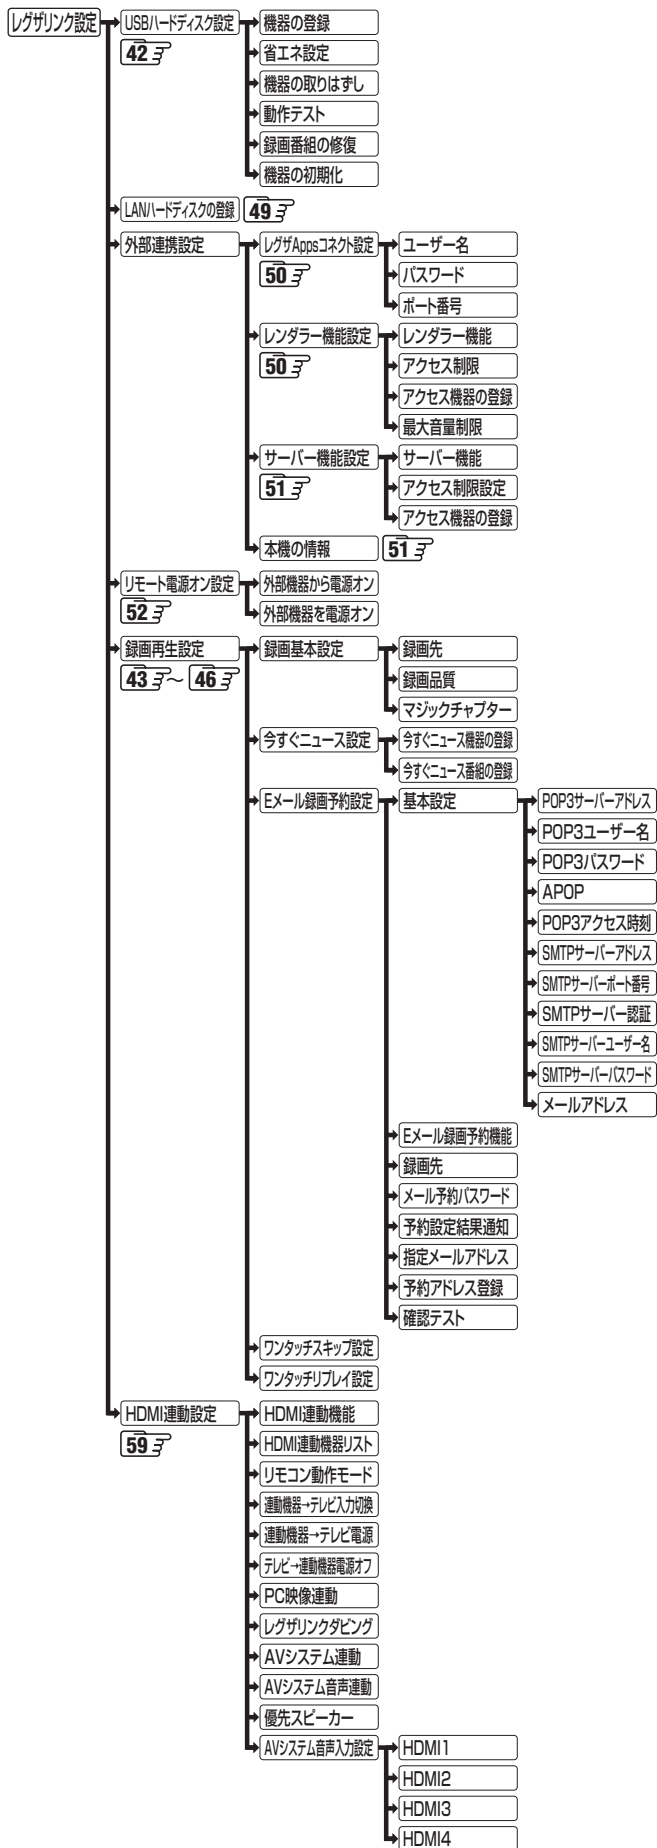 レグザリンク設定
USBハードディスク設定
42
機器の登録
省エネ設定
機器の取りはずし
動作テスト
録画番組の修復
機器の初期化
LANハードディスクの登録 49
外部連携設定
レグザAppsコネクト設定
50
ユーザー名
パスワード
ポート番号
レンダラー機能設定
50
レンダラー機能
アクセス制限
アクセス機器の登録
最大音量制限
サーバー機能設定
51
サーバー機能
アクセス制限設定
アクセス機器の登録
本機の情報 51
リモート電源オン設定
52
外部機器から電源オン
外部機器を電源オン
録画再生設定
43 ~ 46
録画基本設定
録画先
録画品質
マジックチャプター
今すぐニュース設定
今すぐニュース機器の登録
今すぐニュース番組の登録
Eメール録画予約設定
基本設定
POP3サーバーアドレス
POP3ユーザー名
POP3パスワード
APOP
POP3アクセス時刻
SMTPサーバーアドレス
SMTPサーバーポート番号
SMTPサーバー認証
SMTPサーバーユーザー名
SMTPサーバーパスワード
メールアドレス
Eメール録画予約機能
録画先
メール予約パスワード
予約設定結果通知
指定メールアドレス
予約アドレス登録
確認テスト
ワンタッチスキップ設定
ワンタッチリプレイ設定
HDMI連動設定
59
HDMI連動機能
HDMI連動機器リスト
リモコン動作モード
連動機器→テレビ入力切換
連動機器→テレビ電源
テレビ→連動機器電源オフ
PC映像連動
レグザリンクダビング
AVシステム連動
AVシステム音声連動
優先スピーカー
AVシステム音声入力設定
HDMI1
HDMI2
HDMI3
HDMI4